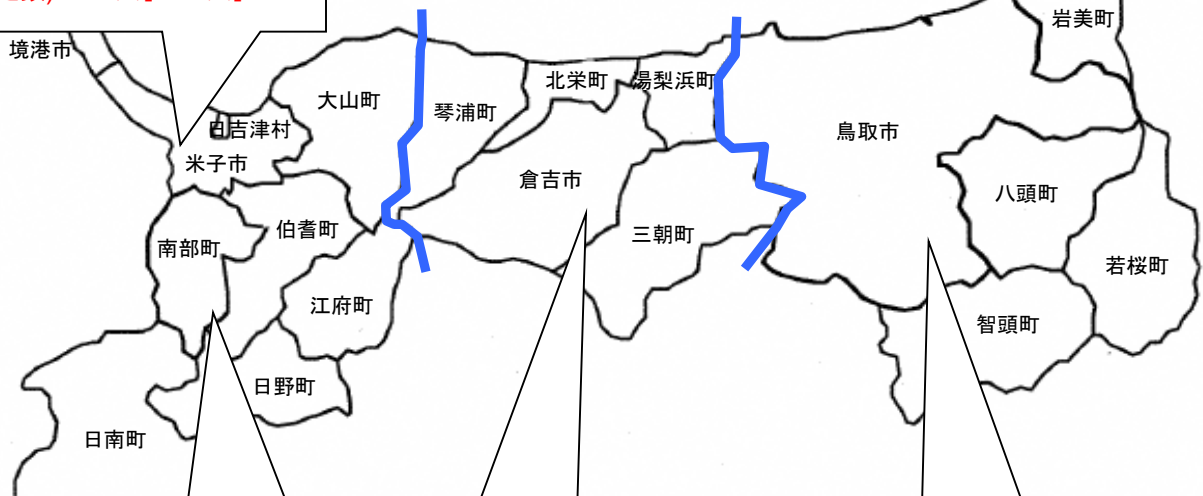 岩美町
境港市
北栄町
湯梨浜町
大山町
琴浦町
日吉津村
鳥取市
米子市
倉吉市
八頭町
伯耆町
三朝町
南部町
若桜町
江府町
智頭町
日野町
日南町